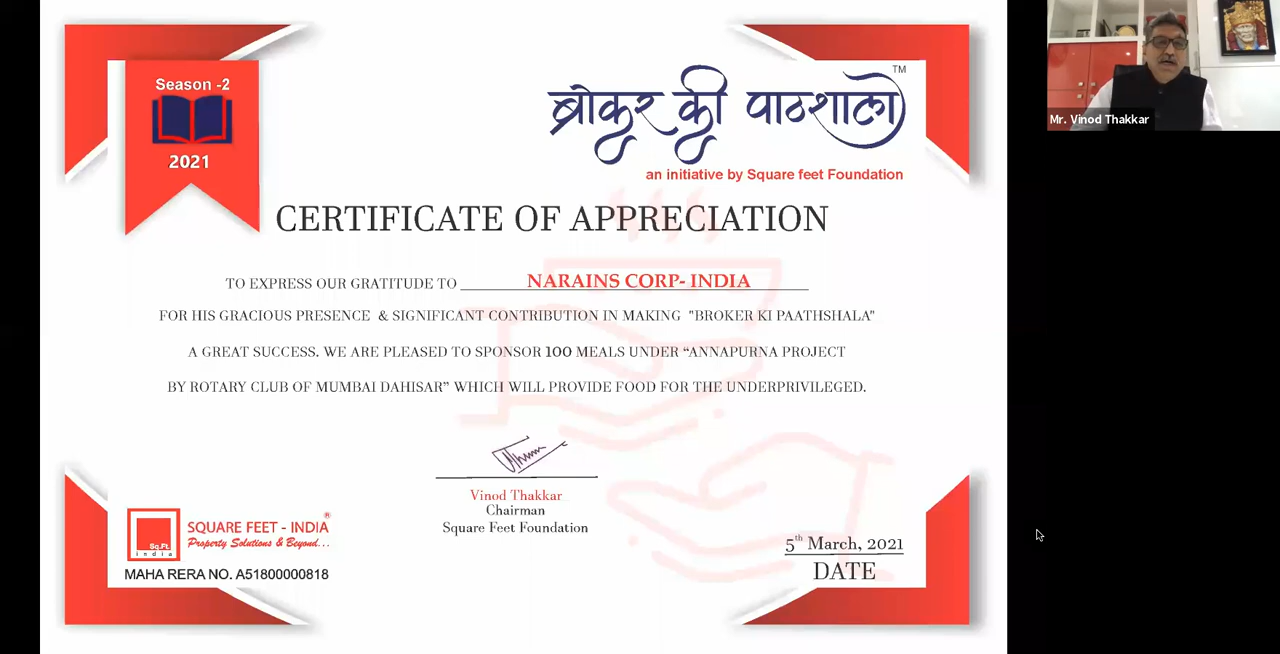 Season -2
2021
ब्रोकर की पाठशाला TM
an initiative by Square feet Foundation
CERTIFICATE OF APPRECIATION
TO EXPRESS OUR GRATITUDE TO NARAINS CORP- INDIA
FOR HIS GRACIOUS PRESENCE & SIGNIFICANT CONTRIBUTION IN MAKING "BROKER KI PAATHSHALA"
A GREAT SUCCESS. WE ARE PLEASED TO SPONSOR 100 MEALS UNDER “ANNAPURNA PROJECT
BY ROTARY CLUB OF MUMBAI DAHISAR” WHICH WILL PROVIDE FOOD FOR THE UNDERPRIVILEGED.
Vinod Thakkar
Chairman
Square Feet Foundation
Sq.Ft.
india
SQUARE FEET - INDIA®
Property Solutions & Beyond...
MAHA RERA NO. A51800000818
5th March, 2021
DATE
Mr. Vinod Thakkar